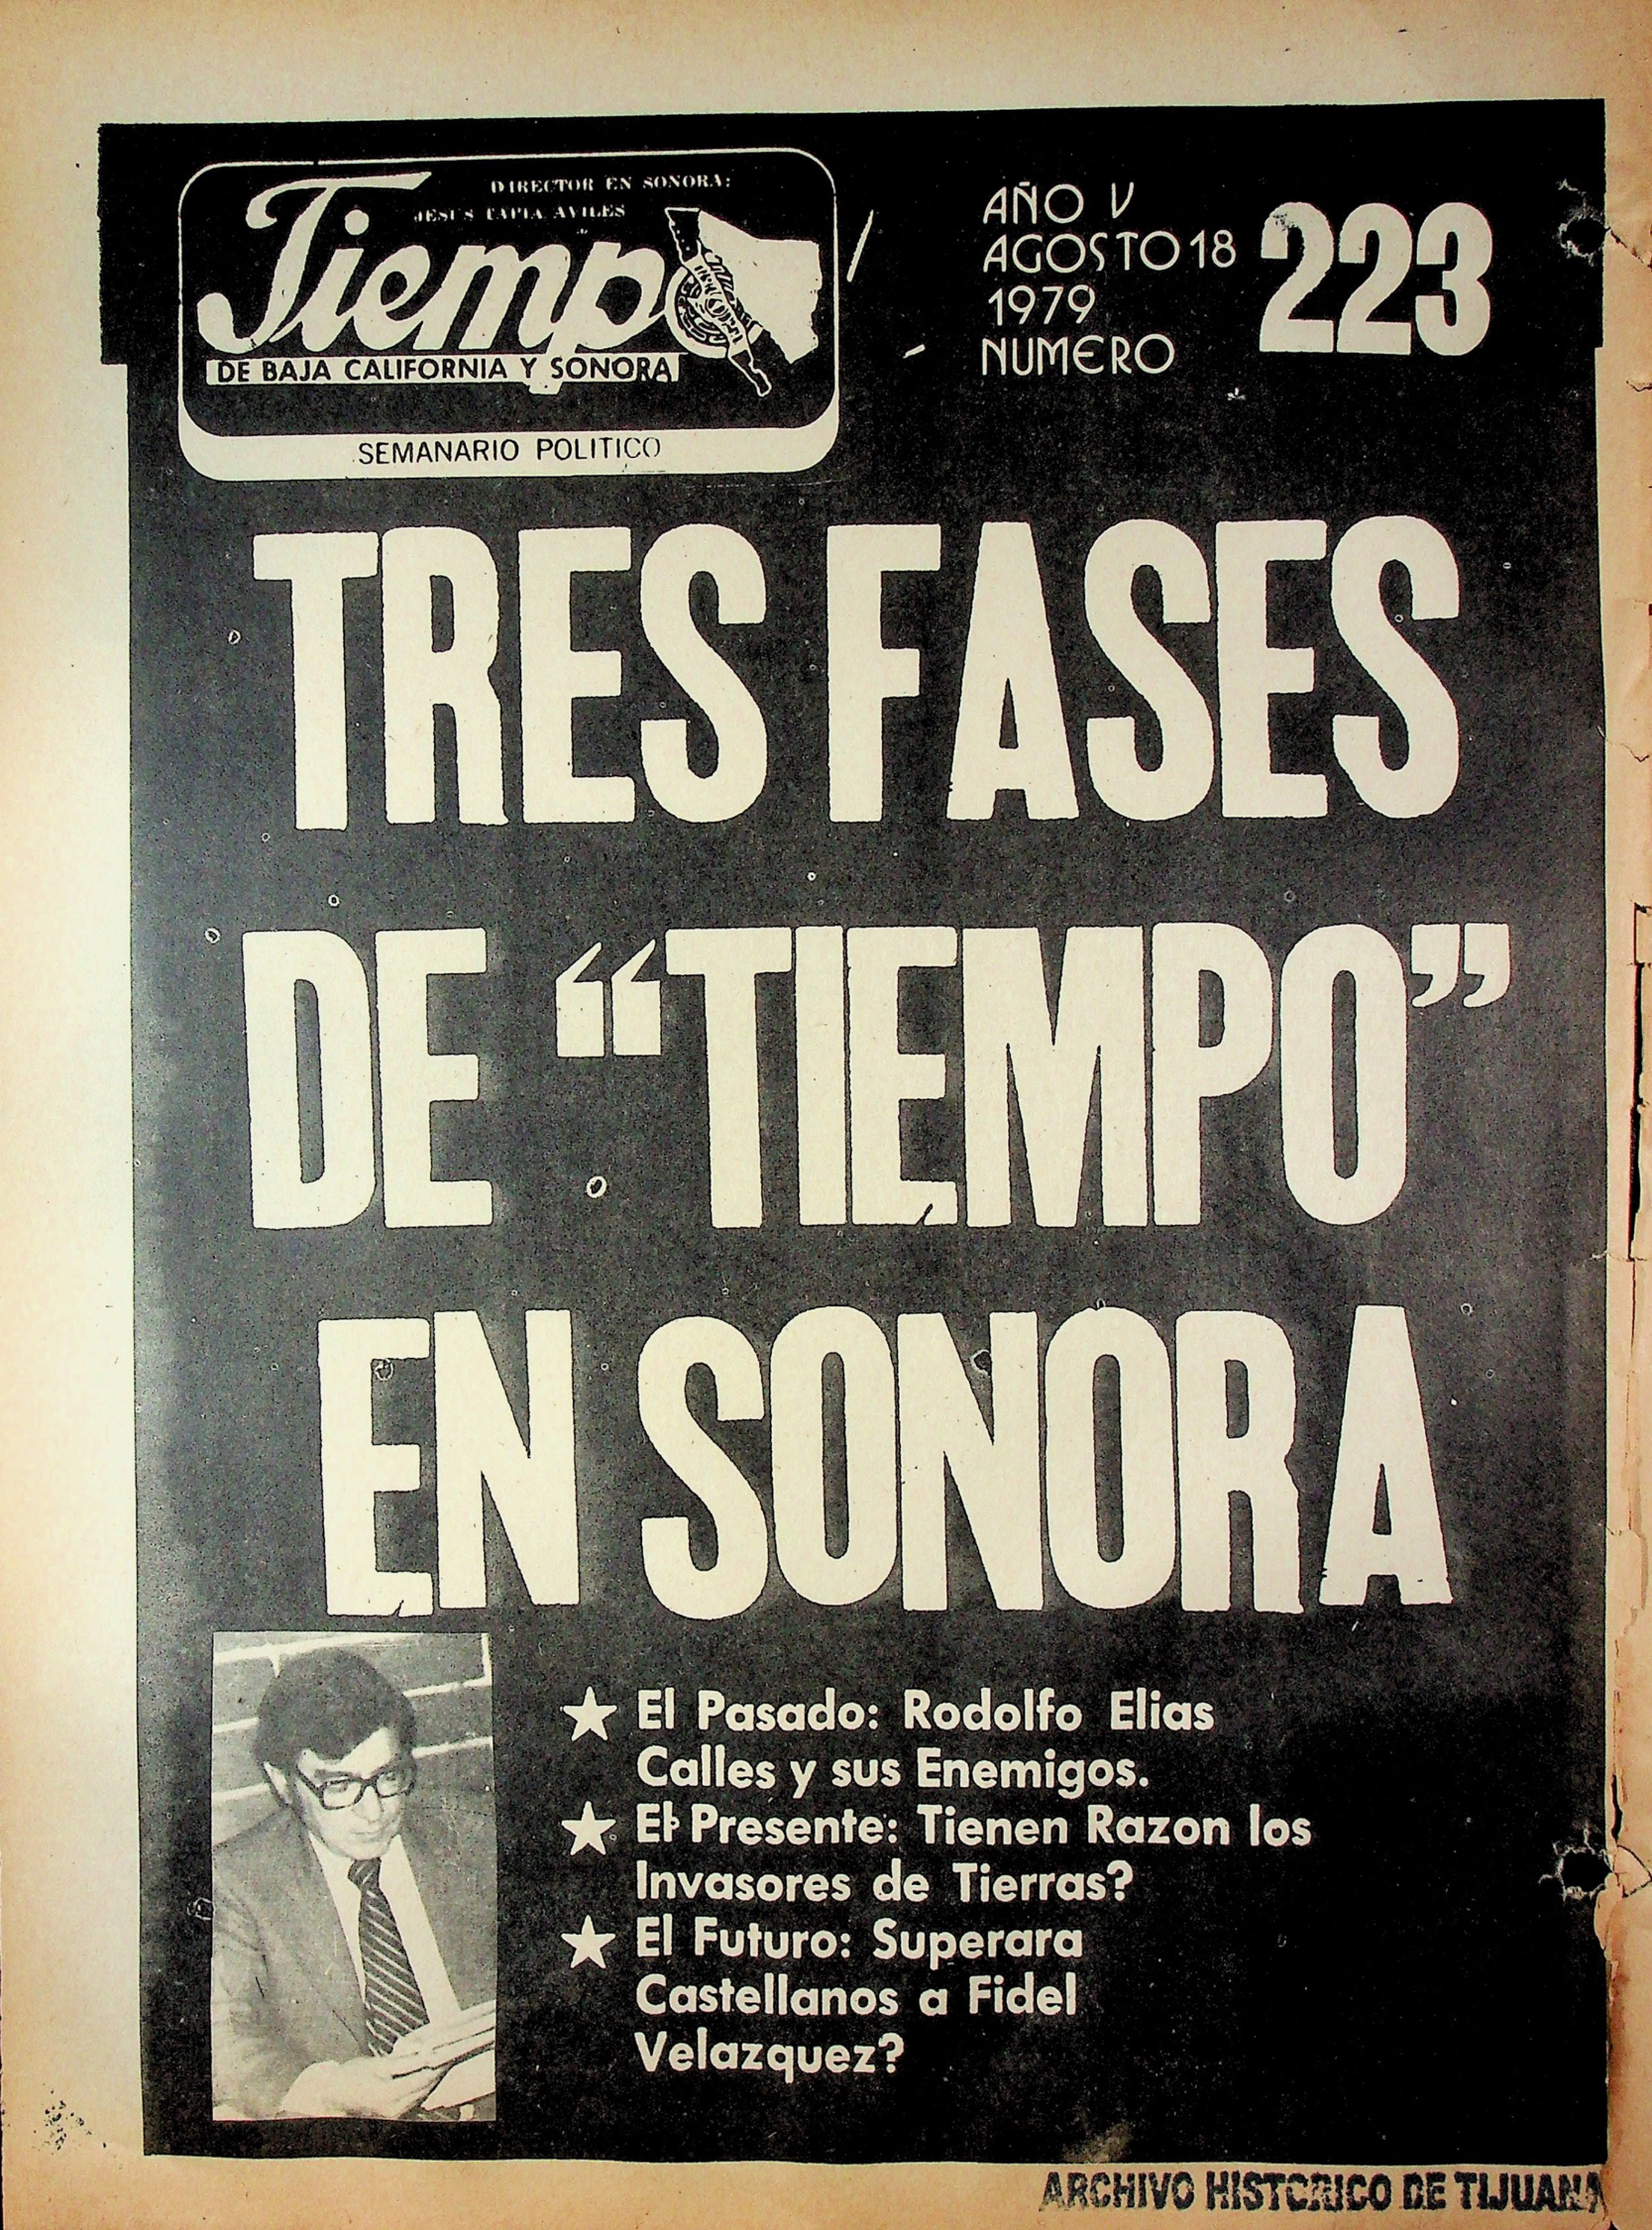 DIRECTOR EN SONORA:
JESUS TAPIA AVILES
Tiempo
DE BAJA CALIFORNIA Y SONORA
SEMANARIO POLITICO
AÑO V
AGOSTO 18
1979
NUMERO
223
TRES FASES
DE “TIEMPO”
EN SONORA
★ El Pasado: Rodolfo Elias
Calles y sus Enemigos.
★ El Presente: Tienen Razon los
Invasores de Tierras?
★ El Futuro: Superara
Castellanos a Fidel
Velazquez?
ARCHIVO HISTORICO DE TIJUANA